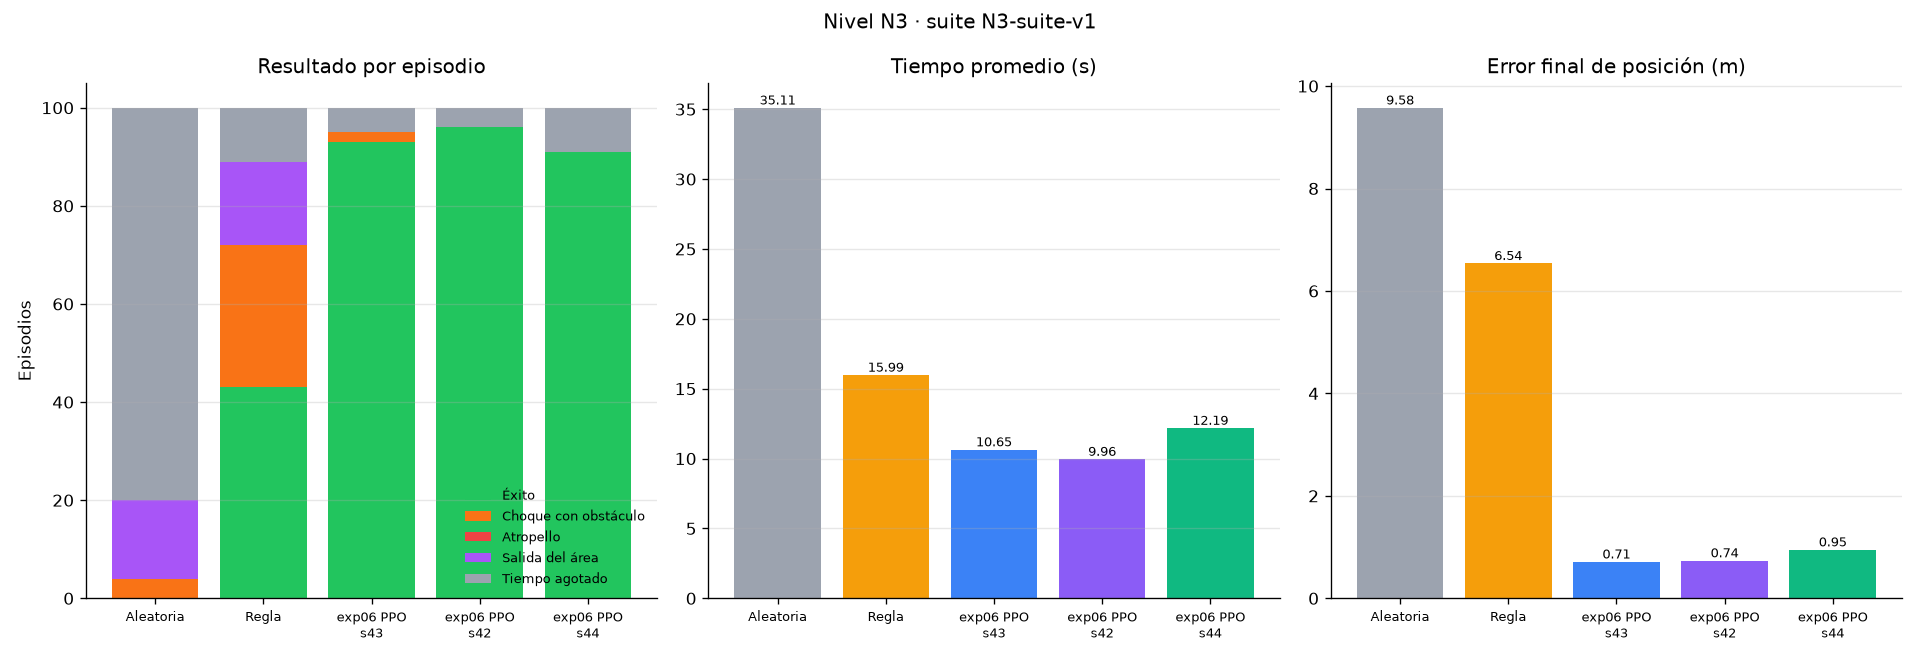 Nivel N3 · suite N3-suite-v1
Resultado por episodio
Episodios
100
80
60
40
20
0
Éxito
Choque con obstáculo
Atropello
Salida del área
Tiempo agotado
Aleatoria
Regla
exp06 PPO
s43
exp06 PPO
s42
exp06 PPO
s44
Tiempo promedio (s)
35
30
25
20
15
10
5
0
35.11
15.99
10.65
9.96
12.19
Aleatoria
Regla
exp06 PPO
s43
exp06 PPO
s42
exp06 PPO
s44
Error final de posición (m)
10
8
6
4
2
0
9.58
6.54
0.71
0.74
0.95
Aleatoria
Regla
exp06 PPO
s43
exp06 PPO
s42
exp06 PPO
s44